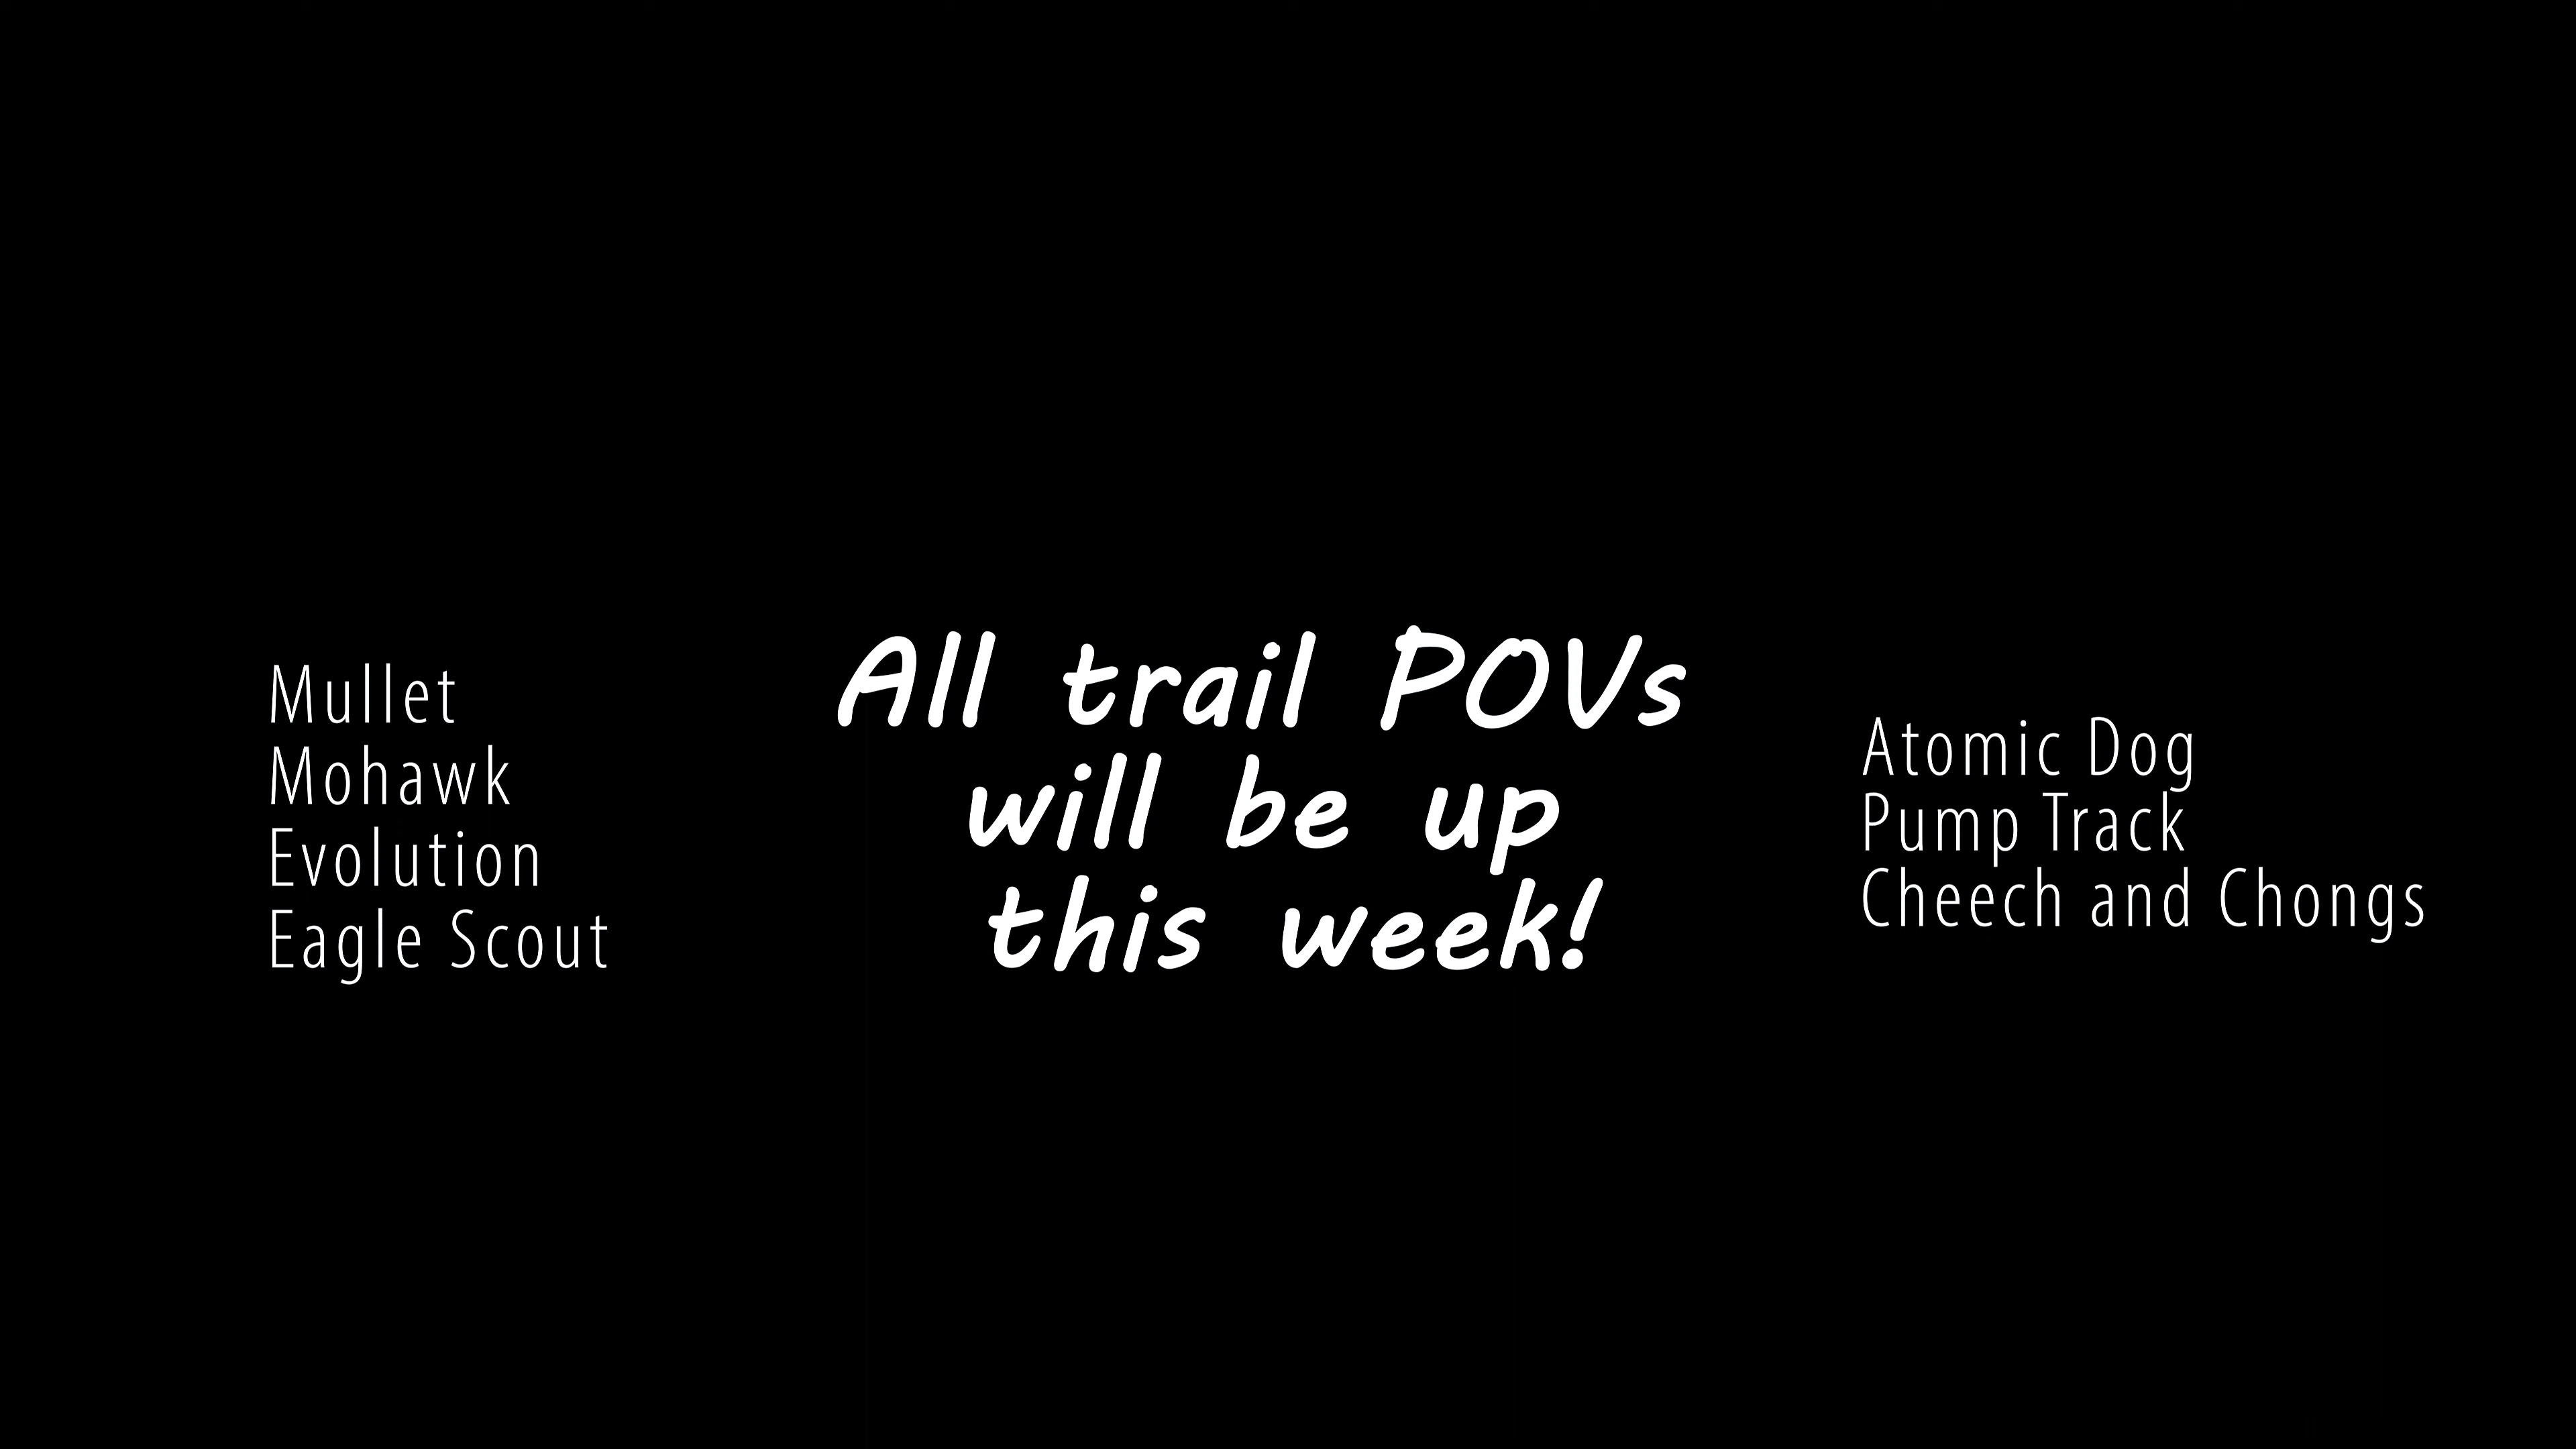 Mullet
Mohawk
Evolution
Eagle Scout
All trail POVs
will be up
this week!
Atomic Dog
Pump Track
Cheech and Chongs